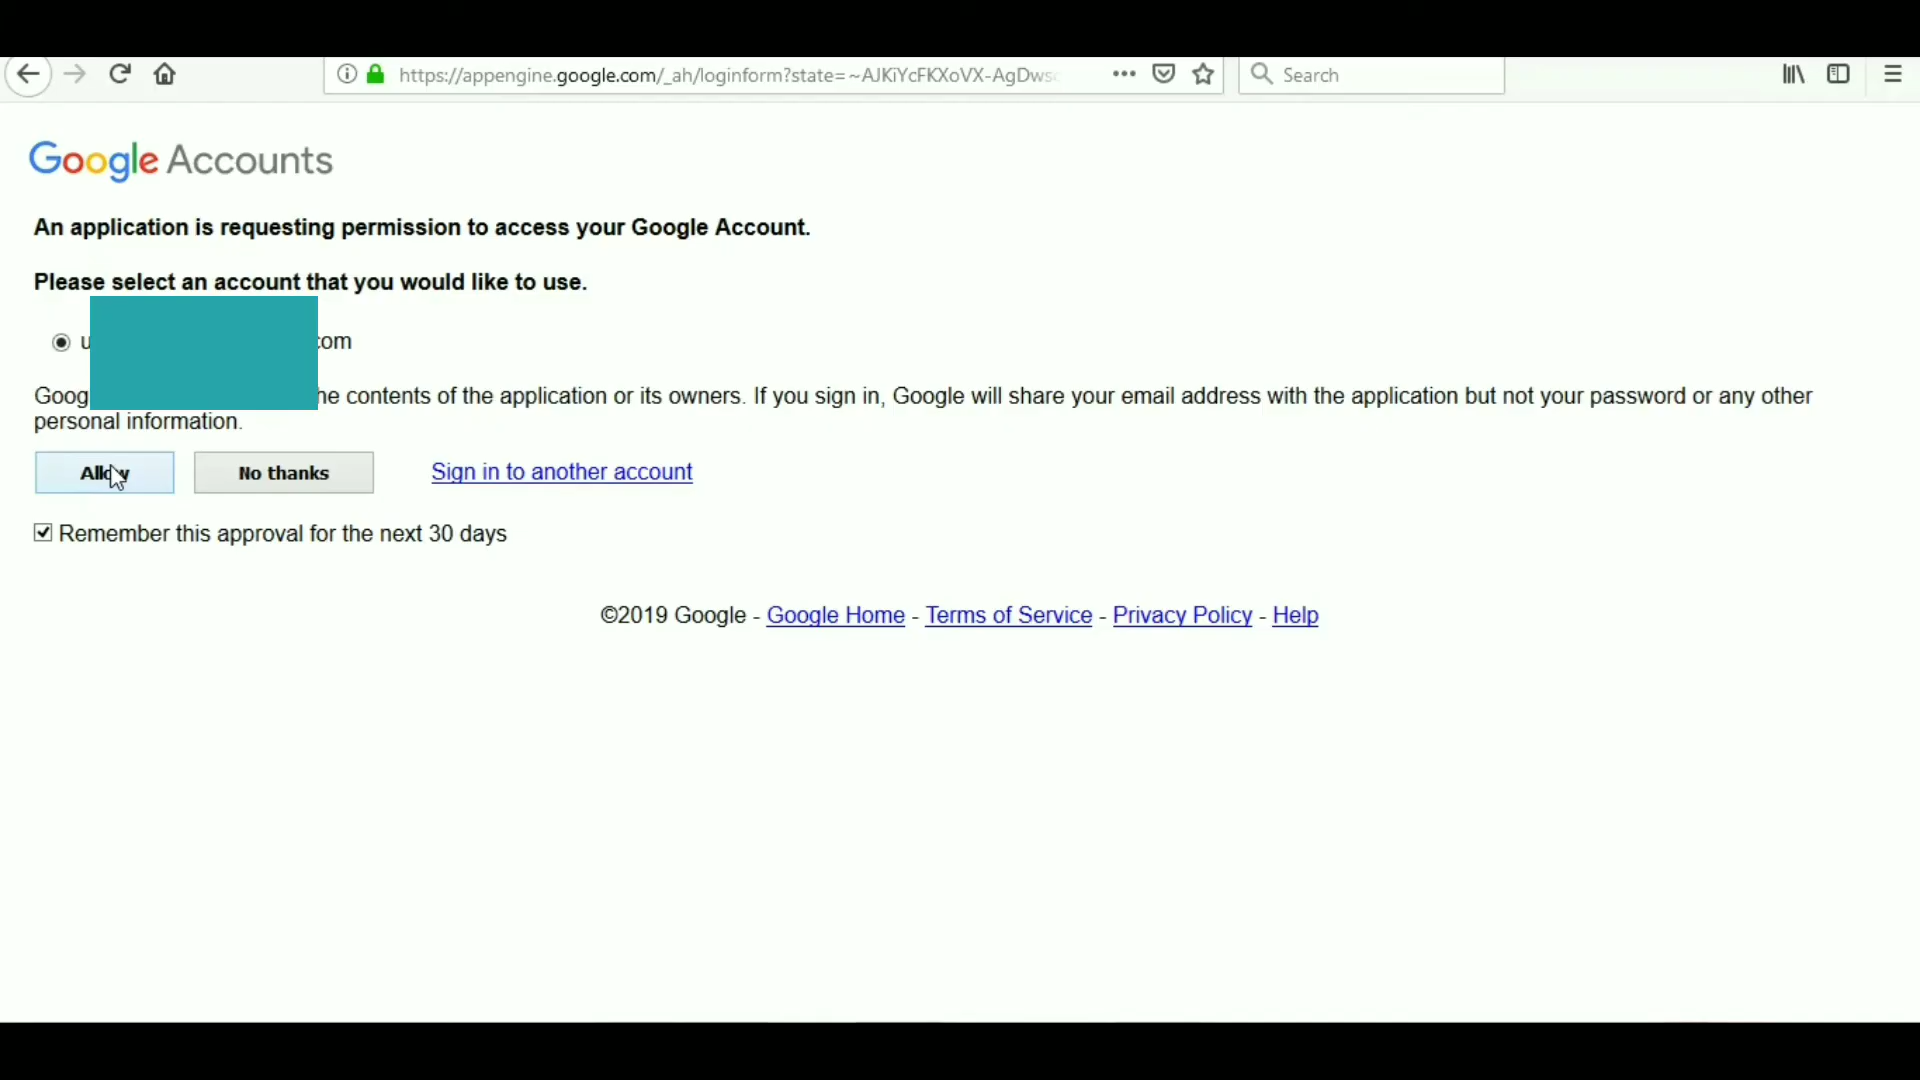 https://appengine.google.com/_ah/loginform?state=~AJKiYcFKXoVX-AgDws
Search
Google Accounts
An application is requesting permission to access your Google Account.
Please select an account that you would like to use.
contents of the application or its owners. If you sign in, Google will share your email address with the application but not your password or any other
personal information.
Allow
No thanks
Sign in to another account
Remember this approval for the next 30 days
©2019 Google - Google Home - Terms of Service - Privacy Policy - Help